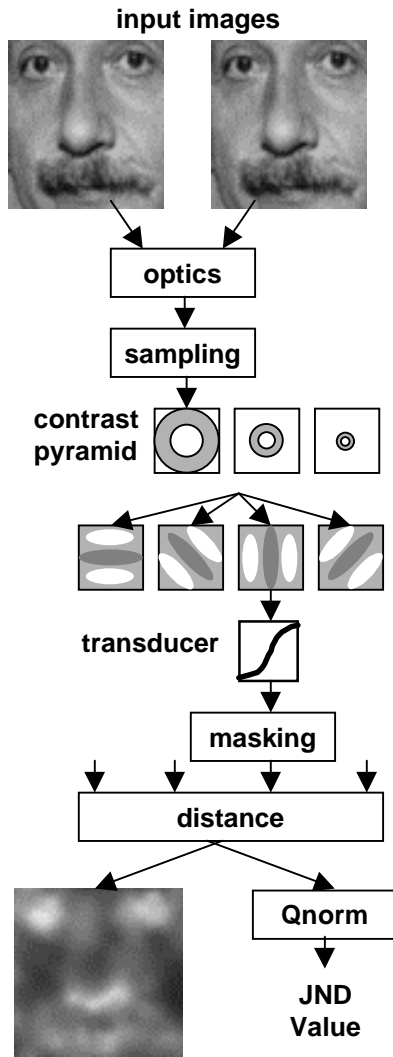 input images
optics
sampling
contrast
pyramid
transducer
masking
distance
Qnorm
JND
Value